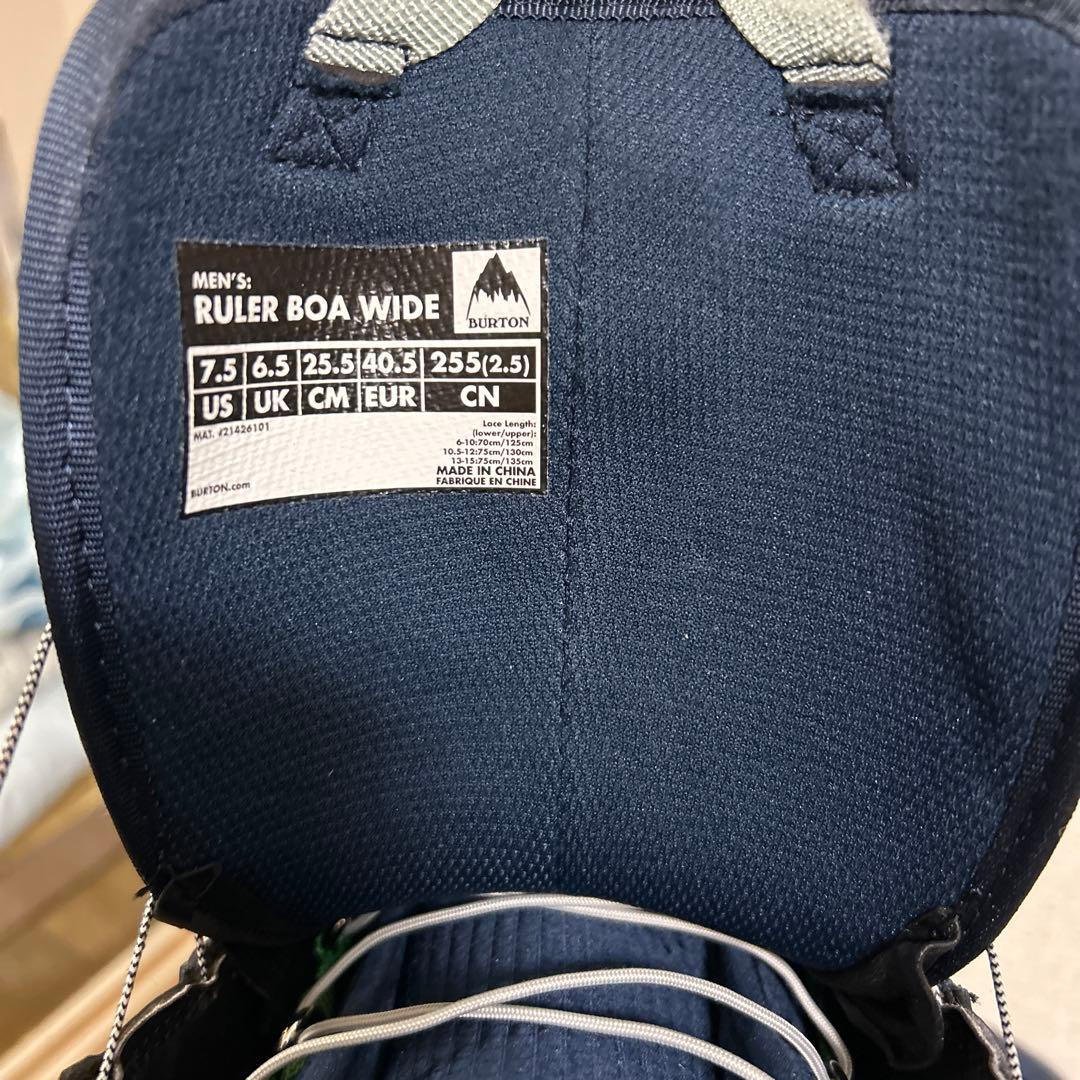 MEN'S:
RULER BOA WIDE
BURTON
7.5 6.5 25.5 40.5 255(2.5)
US UK CM EUR CN
MAT. #21426101
Lace Length:
(lower/upper):
6-10:70cm/125cm
10.5-12:75cm/130cm
13-15:75cm/135cm
MADE IN CHINA
FABRIQUE EN CHINE
BURTON.com